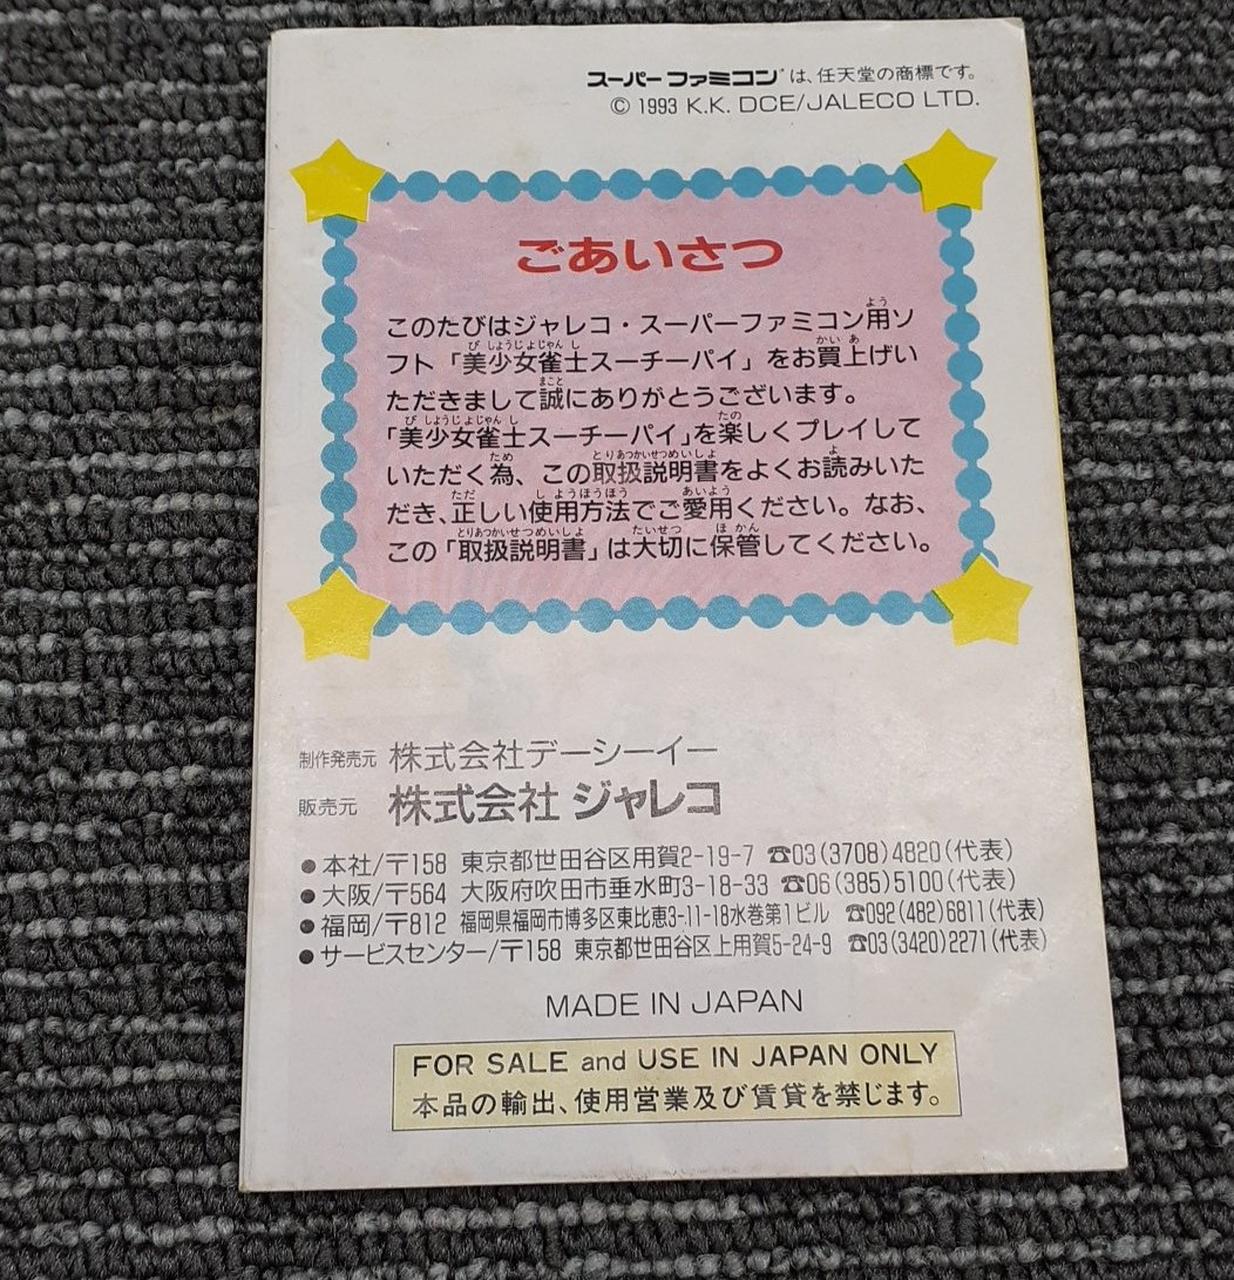 スーパーファミコン®は、任天堂の商標です。
© 1993 K.K. DCE/JALECO LTD.
ごあいさつ
このたびはジャレコ・スーパーファミコン用ソ
フト「美少女雀士スーチーパイ」をお買上げい
ただきまして誠にありがとうございます。
「美少女雀士スーチーパイ」を楽しくプレイして
いただく為、この取扱説明書をよくお読みいた
だき、正しい使用方法でご愛用ください。なお、
この「取扱説明書」は大切に保管してください。
制作発売元 株式会社デーシーイー
販売元 株式会社 ジャレコ
●本社/〒158 東京都世田谷区用賀2-19-7 ☎03(3708)4820(代表)
●大阪/〒564 大阪府吹田市垂水町3-18-33 ☎06(385)5100(代表)
●福岡/〒812 福岡県福岡市博多区東比恵3-11-18水巻第1ビル ☎092(482)6811(代表)
●サービスセンター/〒158 東京都世田谷区上用賀5-24-9 ☎03(3420)2271(代表)
MADE IN JAPAN
FOR SALE and USE IN JAPAN ONLY
本品の輸出、使用営業及び賃貸を禁じます。